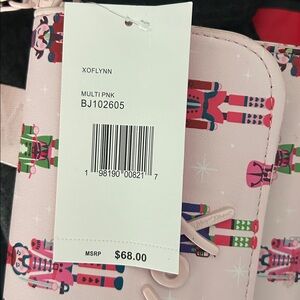 XOFLYNN
MULTI PNK
BJ102605
1 98190 00821 7
MSRP $68.00